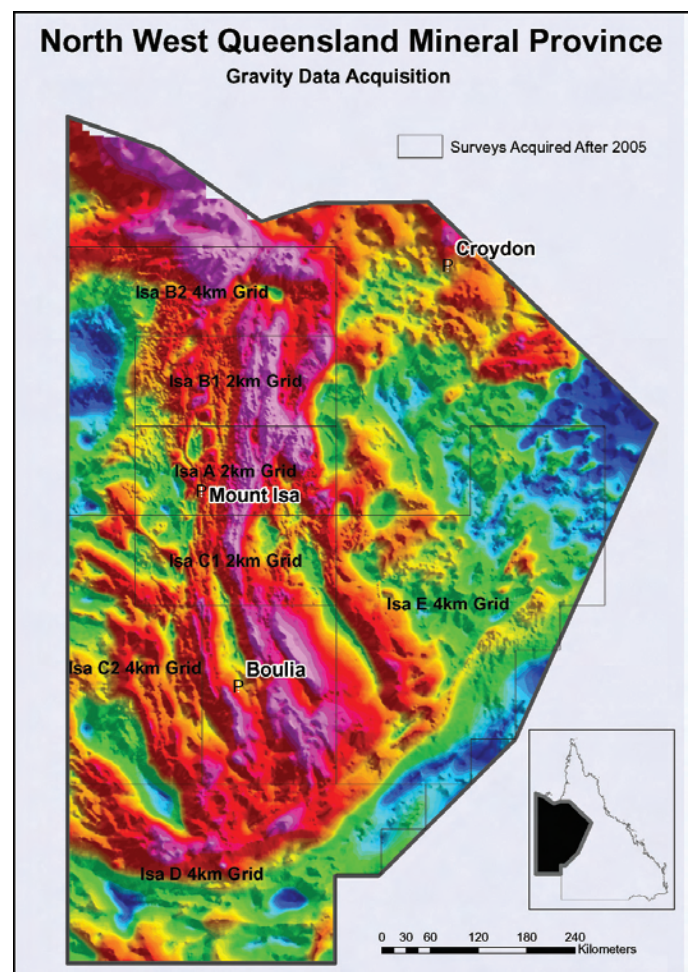 North West Queensland Mineral Province
Gravity Data Acquisition
Surveys Acquired After 2005
Croydon
P
Isa B2 4km Grid
Isa B1 2km Grid
Isa A 2km Grid
P Mount Isa
Isa C1 2km Grid
Isa E 4km Grid
Isa C2 4km Grid
Boulia
P
Isa D 4km Grid
0 30 60 120 180 240
Kilometers